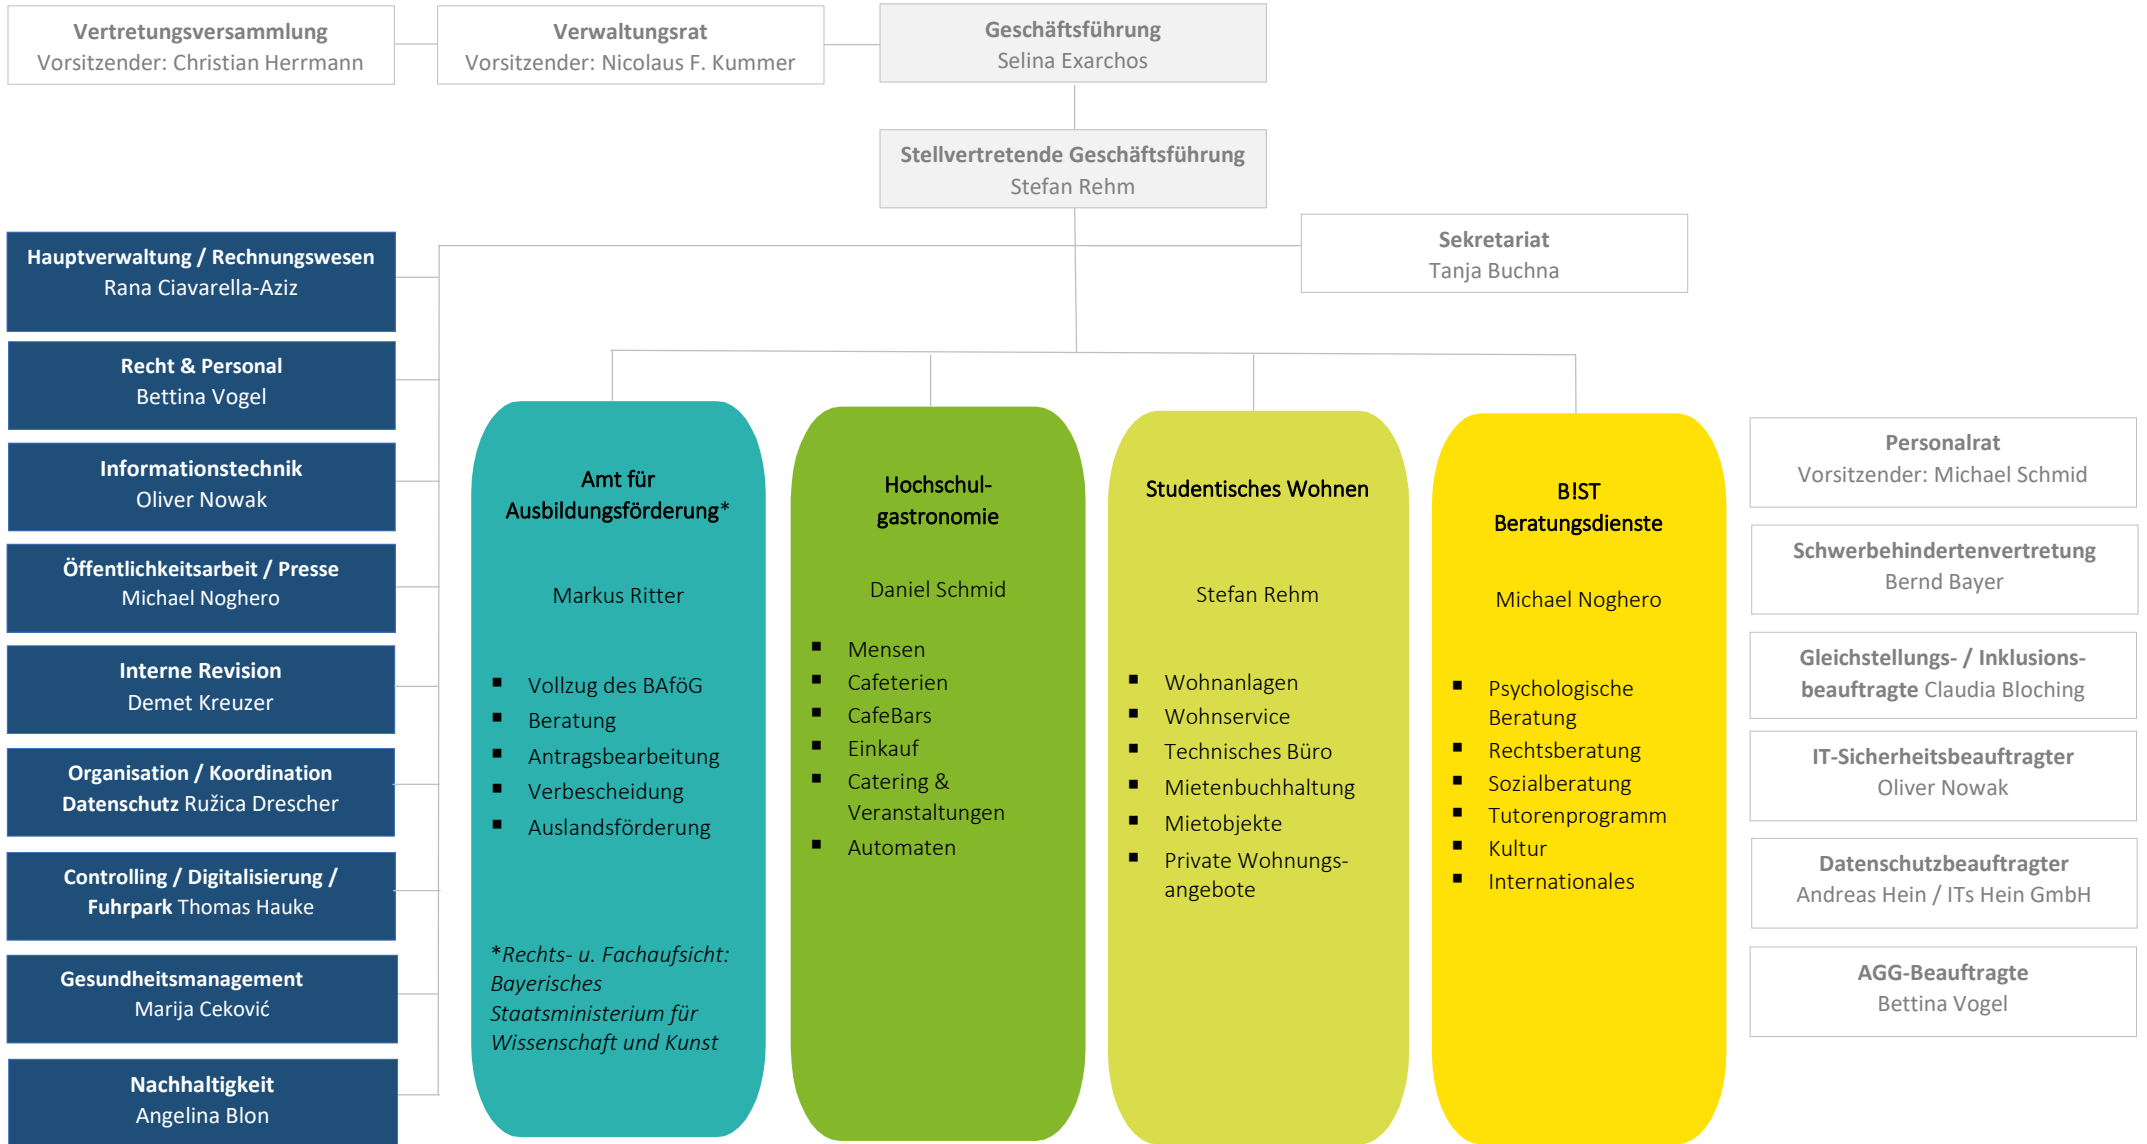 Vertretungsversammlung
Vorsitzender: Christian Herrmann
Verwaltungsrat
Vorsitzender: Nicolaus F. Kummer
Geschäftsführung
Selina Exarchos
Stellvertretende Geschäftsführung
Stefan Rehm
Sekretariat
Tanja Buchna
Hauptverwaltung / Rechnungswesen
Rana Ciavarella-Aziz
Recht & Personal
Bettina Vogel
Informationstechnik
Oliver Nowak
Öffentlichkeitsarbeit / Presse
Michael Noghero
Interne Revision
Demet Kreuzer
Organisation / Koordination
Datenschutz Ružica Drescher
Controlling / Digitalisierung /
Fuhrpark Thomas Hauke
Gesundheitsmanagement
Marija Ceković
Nachhaltigkeit
Angelina Blon
Amt für
Ausbildungsförderung*
Markus Ritter
▪ Vollzug des BAföG
▪ Beratung
▪ Antragsbearbeitung
▪ Verbescheidung
▪ Auslandsförderung
*Rechts- u. Fachaufsicht:
Bayerisches
Staatsministerium für
Wissenschaft und Kunst
Hochschul-
gastronomie
Daniel Schmid
▪ Mensen
▪ Cafeterien
▪ CafeBars
▪ Einkauf
▪ Catering &
Veranstaltungen
▪ Automaten
Studentisches Wohnen
Stefan Rehm
▪ Wohnanlagen
▪ Wohnservice
▪ Technisches Büro
▪ Mietenbuchhaltung
▪ Mietobjekte
▪ Private Wohnungs-
angebote
B!ST
Beratungsdienste
Michael Noghero
▪ Psychologische
Beratung
▪ Rechtsberatung
▪ Sozialberatung
▪ Tutorenprogramm
▪ Kultur
▪ Internationales
Personalrat
Vorsitzender: Michael Schmid
Schwerbehindertenvertretung
Bernd Bayer
Gleichstellungs- / Inklusions-
beauftragte Claudia Bloching
IT-Sicherheitsbeauftragter
Oliver Nowak
Datenschutzbeauftragter
Andreas Hein / ITs Hein GmbH
AGG-Beauftragte
Bettina Vogel